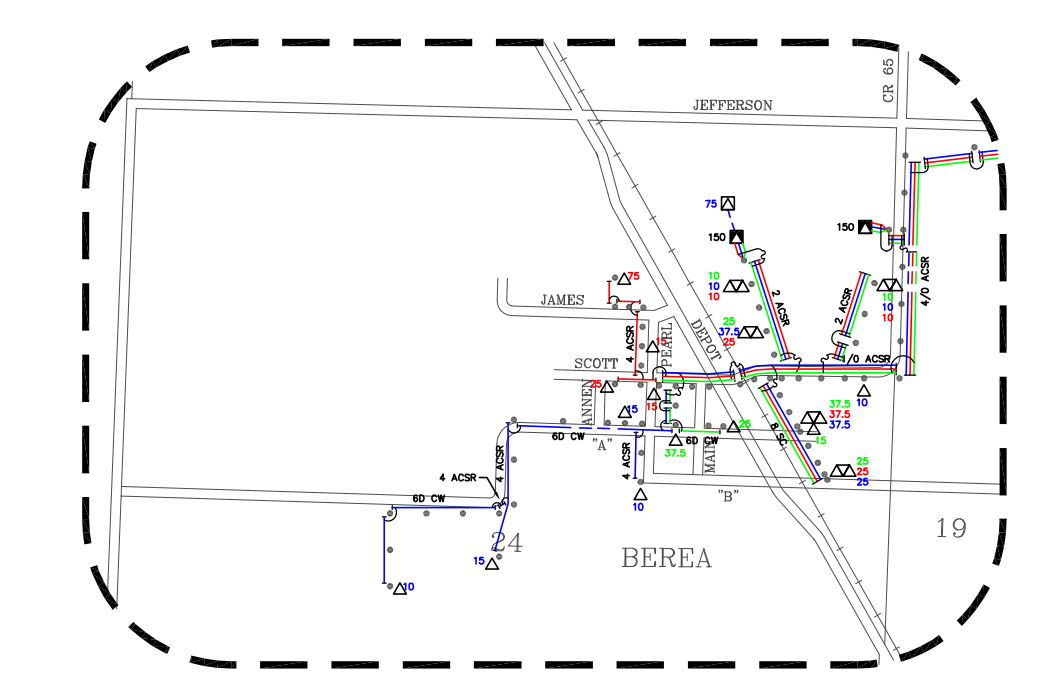 CR 65
JEFFERSON
75
150
150
4/0 ACSR
10
10
10
2 ACSR
2 ACSR
10
10
10
75
JAMES
25
37.5
25
DEPOT
PEARL
4 ACSR
15
SCOTT
4/0 ACSR
25
ANNEN
15
15
10
37.5
37.5
37.5
8 SC
15
25
6D CW
"A"
6D CW
37.5
MAIN
4 ACSR
4 ACSR
25
25
25
4 ACSR
6D CW
"B"
10
24
19
BEREA
15
10